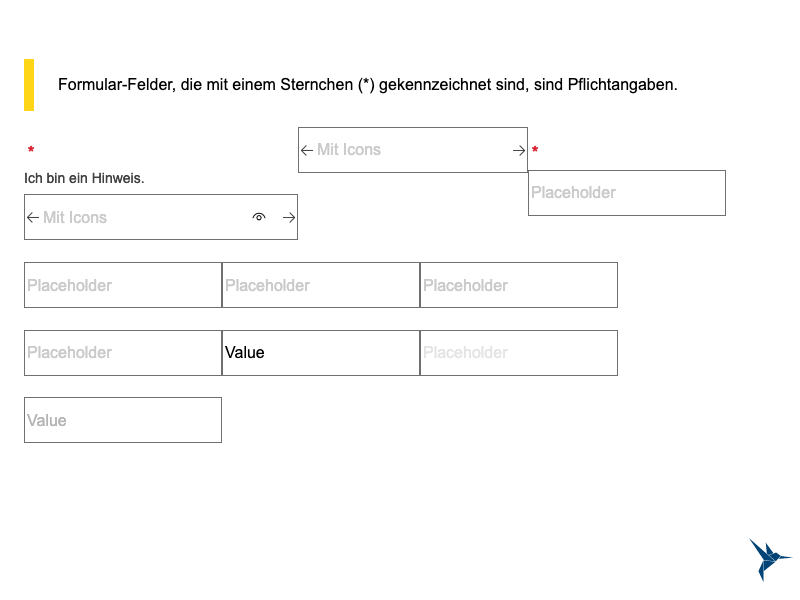 Formular-Felder, die mit einem Sternchen (*) gekennzeichnet sind, sind Pflichtangaben.
* Mit Icons *
Ich bin ein Hinweis.
Placeholder
Mit Icons
Placeholder Placeholder Placeholder
Placeholder Value Placeholder
Value